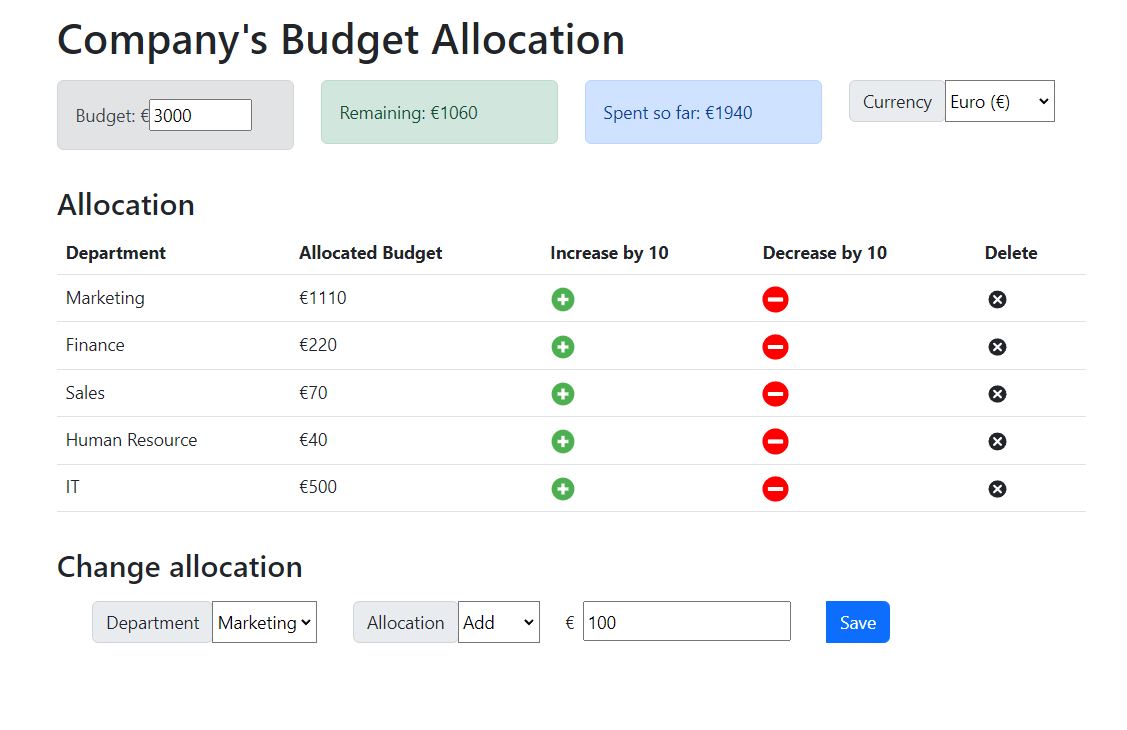 Company's Budget Allocation
Budget: €3000 Remaining: €1060 Spent so far: €1940 Currency Euro (€)
Allocation
Department Allocated Budget Increase by 10 Decrease by 10 Delete
Marketing €1110
Finance €220
Sales €70
Human Resource €40
IT €500
Change allocation
Department Marketing Allocation Add € 100 Save